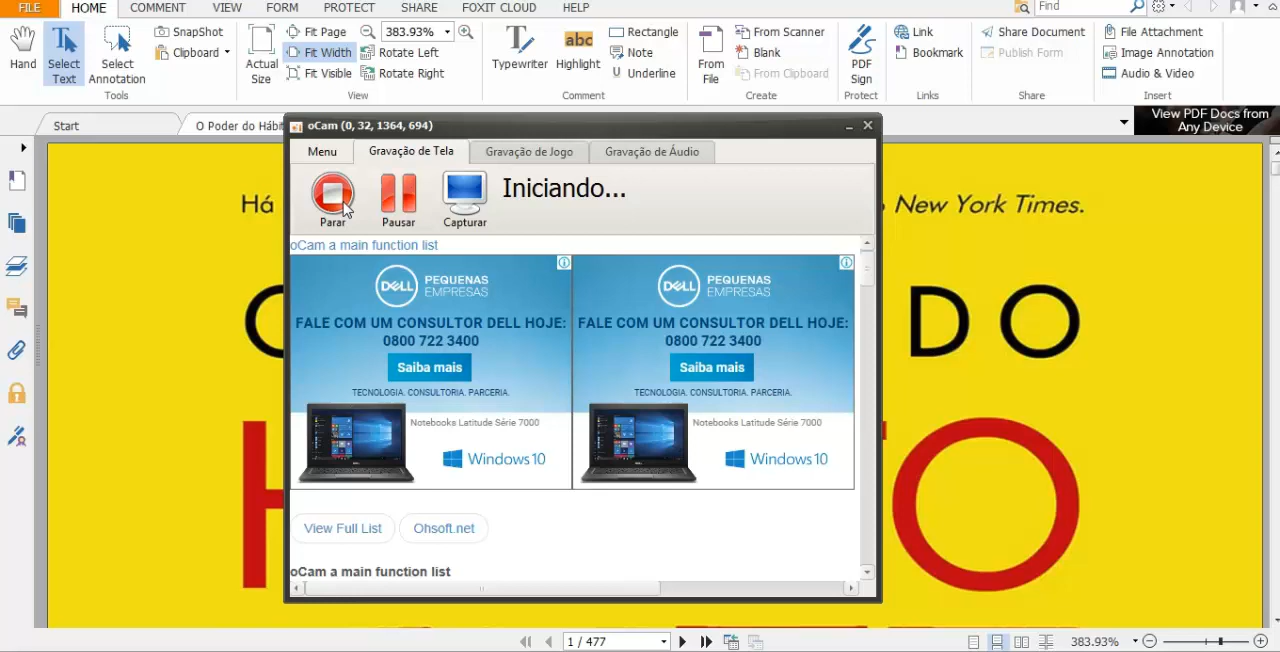 FILE HOME COMMENT VIEW FORM PROTECT SHARE FOXIT CLOUD HELP Find
Hand
Select Text
Select Annotation
SnapShot
Clipboard
Tools
Actual Size
Fit Page
Fit Width
Fit Visible
383.93%
Rotate Left
Rotate Right
View
Typewriter
abc
Highlight
Rectangle
Note
U Underline
Comment
From File
From Scanner
Blank
From Clipboard
Create
PDF Sign
Protect
Link
Bookmark
Links
Share Document
Publish Form
Share
File Attachment
Image Annotation
Audio & Video
Insert
Start
O Poder do Hábi
View PDF Docs from
Any Device
oCam (0, 32, 1364, 694)
Menu Gravação de Tela Gravação de Jogo Gravação de Áudio
Iniciando...
Parar Pausar Capturar
Há
New York Times.
DO
oCam a main function list
DELL PEQUENAS EMPRESAS
FALE COM UM CONSULTOR DELL HOJE:
0800 722 3400
Saiba mais
TECNOLOGIA. CONSULTORIA. PARCERIA.
Notebooks Latitude Série 7000
Windows10
DELL PEQUENAS EMPRESAS
FALE COM UM CONSULTOR DELL HOJE:
0800 722 3400
Saiba mais
TECNOLOGIA. CONSULTORIA. PARCERIA.
Notebooks Latitude Série 7000
Windows10
View Full List Ohsoft.net
oCam a main function list
1 / 477
383.93%